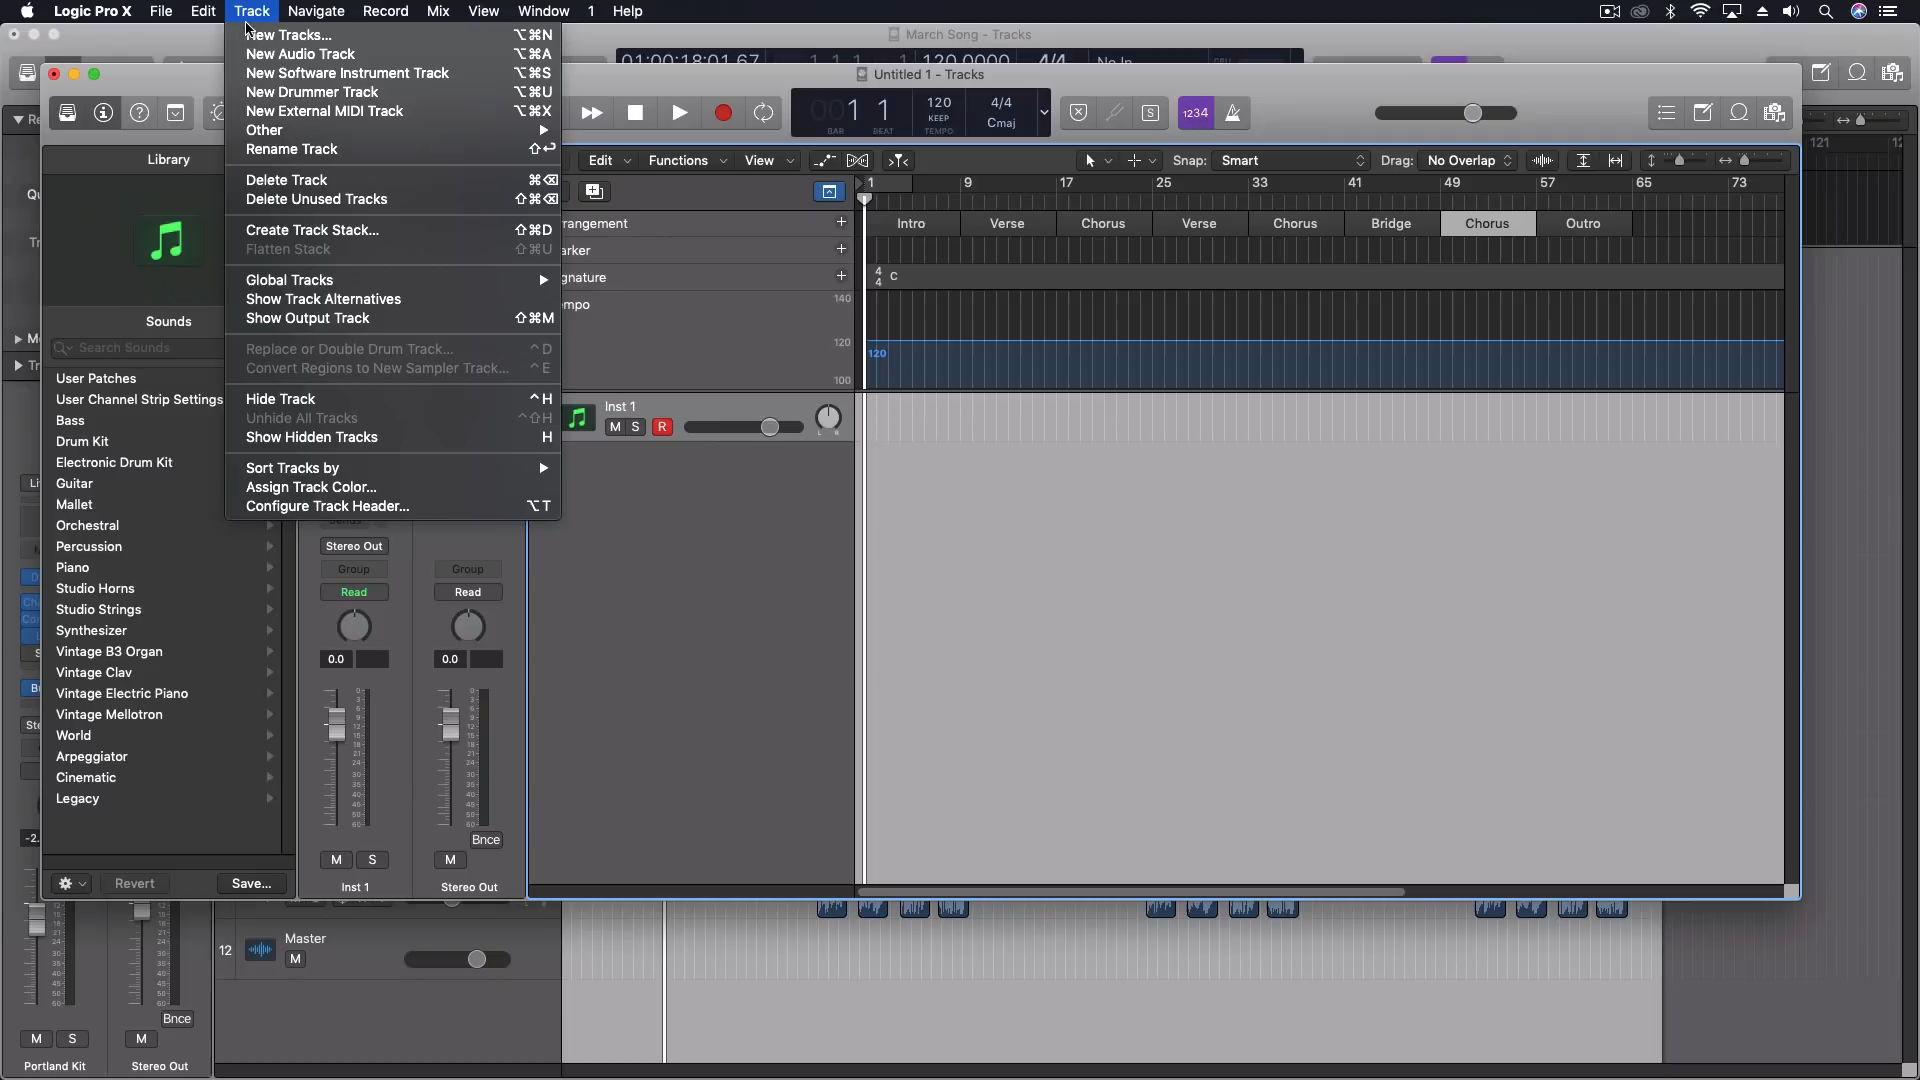 Logic Pro X File Edit Track Navigate Record Mix View Window 1 Help
March Song - Tracks
New Tracks... ⌥⌘N
New Audio Track ⌥⌘A
New Software Instrument Track ⌥⌘S
New Drummer Track ⌥⌘U
New External MIDI Track ⌥⌘X
Other
Rename Track ⇧↩
Delete Track ⌘⌫
Delete Unused Tracks ⇧⌘⌫
Create Track Stack... ⇧⌘D
Flatten Stack ⇧⌘U
Global Tracks
Show Track Alternatives
Show Output Track ⇧⌘M
Replace or Double Drum Track... ^D
Convert Regions to New Sampler Track... ^E
Hide Track ^H
Unhide All Tracks ^⇧H
Show Hidden Tracks H
Sort Tracks by
Assign Track Color...
Configure Track Header... ⌥T
01:00:18:01.67 1 1 1 1 120.0000 4/4 No In
Untitled 1 - Tracks
001 1 120 4/4
KEEP Cmaj
BAR BEAT TEMPO
S 1234
Library
Edit Functions View Snap: Smart Drag: No Overlap
1 9 17 25 33 41 49 57 65 73
121
rangement
Intro Verse Chorus Verse Chorus Bridge Chorus Outro
arker
gnature
4
4 C
empo
140
120
100
120
Sounds
Search Sounds
User Patches
User Channel Strip Settings
Bass
Drum Kit
Electronic Drum Kit
Guitar
Mallet
Orchestral
Percussion
Piano
Studio Horns
Studio Strings
Synthesizer
Vintage B3 Organ
Vintage Clav
Vintage Electric Piano
Vintage Mellotron
World
Arpeggiator
Cinematic
Legacy
Revert Save...
Inst 1
M S R
L R
Sends
Stereo Out
Group Group
Read Read
0.0 0.0
Bnce
M S M
Inst 1 Stereo Out
12 Master
M
Bnce
M S M
Portland Kit Stereo Out